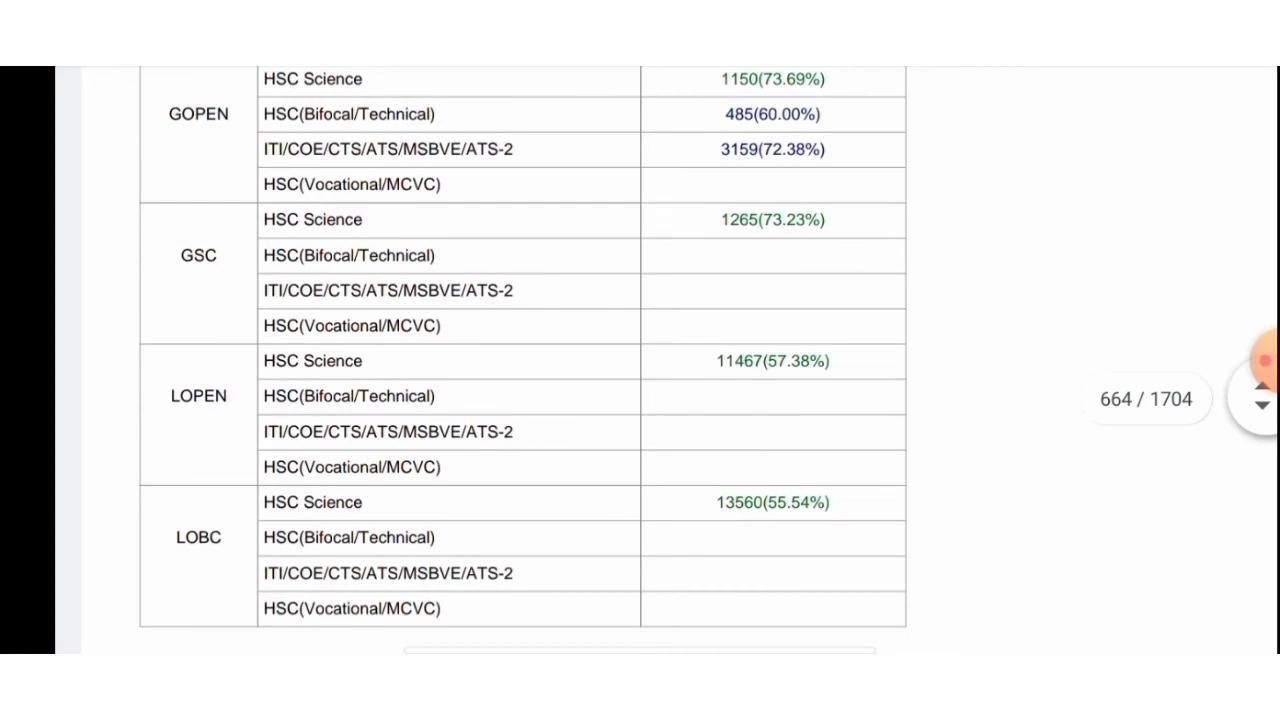 HSC Science 1150(73.69%)
GOPEN HSC(Bifocal/Technical) 485(60.00%)
ITI/COE/CTS/ATS/MSBVE/ATS-2 3159(72.38%)
HSC(Vocational/MCVC)
HSC Science 1265(73.23%)
GSC HSC(Bifocal/Technical)
ITI/COE/CTS/ATS/MSBVE/ATS-2
HSC(Vocational/MCVC)
HSC Science 11467(57.38%)
LOPEN HSC(Bifocal/Technical)
664 / 1704
ITI/COE/CTS/ATS/MSBVE/ATS-2
HSC(Vocational/MCVC)
HSC Science 13560(55.54%)
LOBC HSC(Bifocal/Technical)
ITI/COE/CTS/ATS/MSBVE/ATS-2
HSC(Vocational/MCVC)